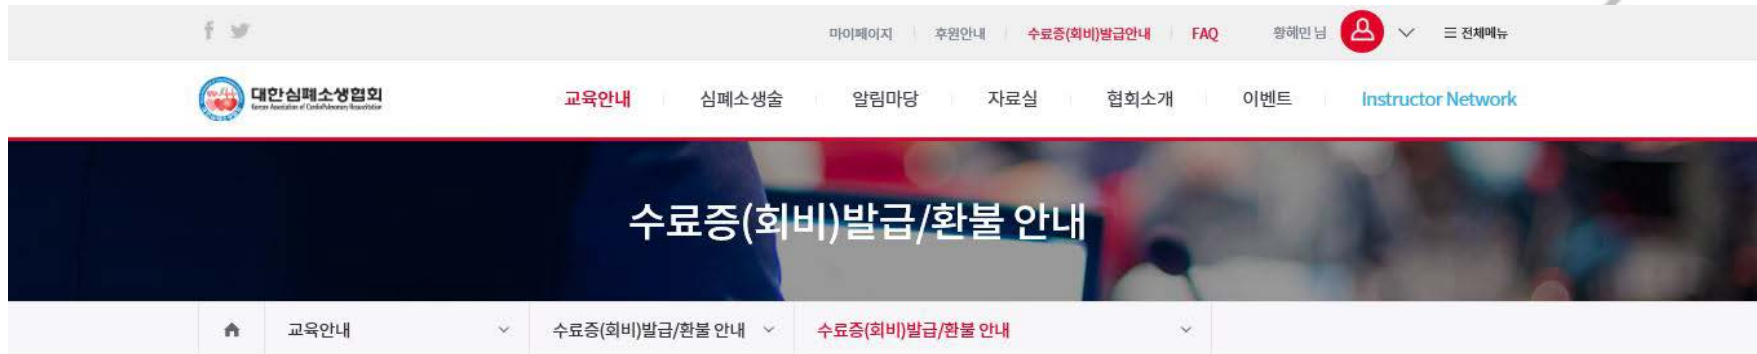 마이페이지 후원안내 수료증(회비)발급안내 FAQ 황혜민 님 전체메뉴
대한심폐소생협회 교육안내 심폐소생술 알림마당 자료실 협회소개 이벤트 Instructor Network
Korean Association of CardioPulmonary Resuscitation
수료증(회비)발급/환불 안내
교육안내 수료증(회비)발급/환불 안내 수료증(회비)발급/환불 안내